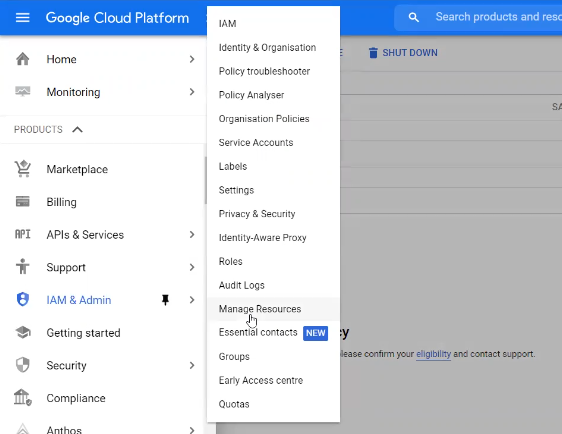 Google Cloud Platform
Search products and reso
Home
Monitoring
PRODUCTS
Marketplace
Billing
API APIs & Services
Support
IAM & Admin
Getting started
Security
Compliance
Anthos
IAM
Identity & Organisation
Policy troubleshooter
Policy Analyser
Organisation Policies
Service Accounts
Labels
Settings
Privacy & Security
Identity-Aware Proxy
Roles
Audit Logs
Manage Resources
Essential contacts NEW
Groups
Early Access centre
Quotas
E
SHUT DOWN
SA
cy
lease confirm your eligibility and contact support.